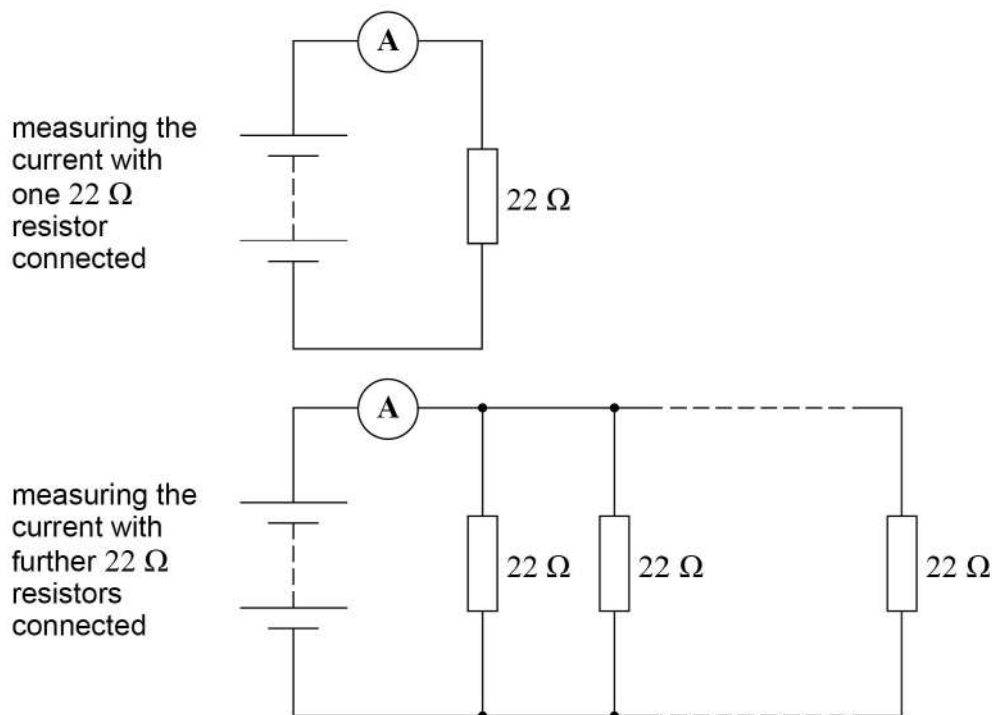 A
measuring the
current with
one 22 Ω
resistor
connected
22 Ω
A
measuring the
current with
further 22 Ω
resistors
connected
22 Ω
22 Ω
22 Ω